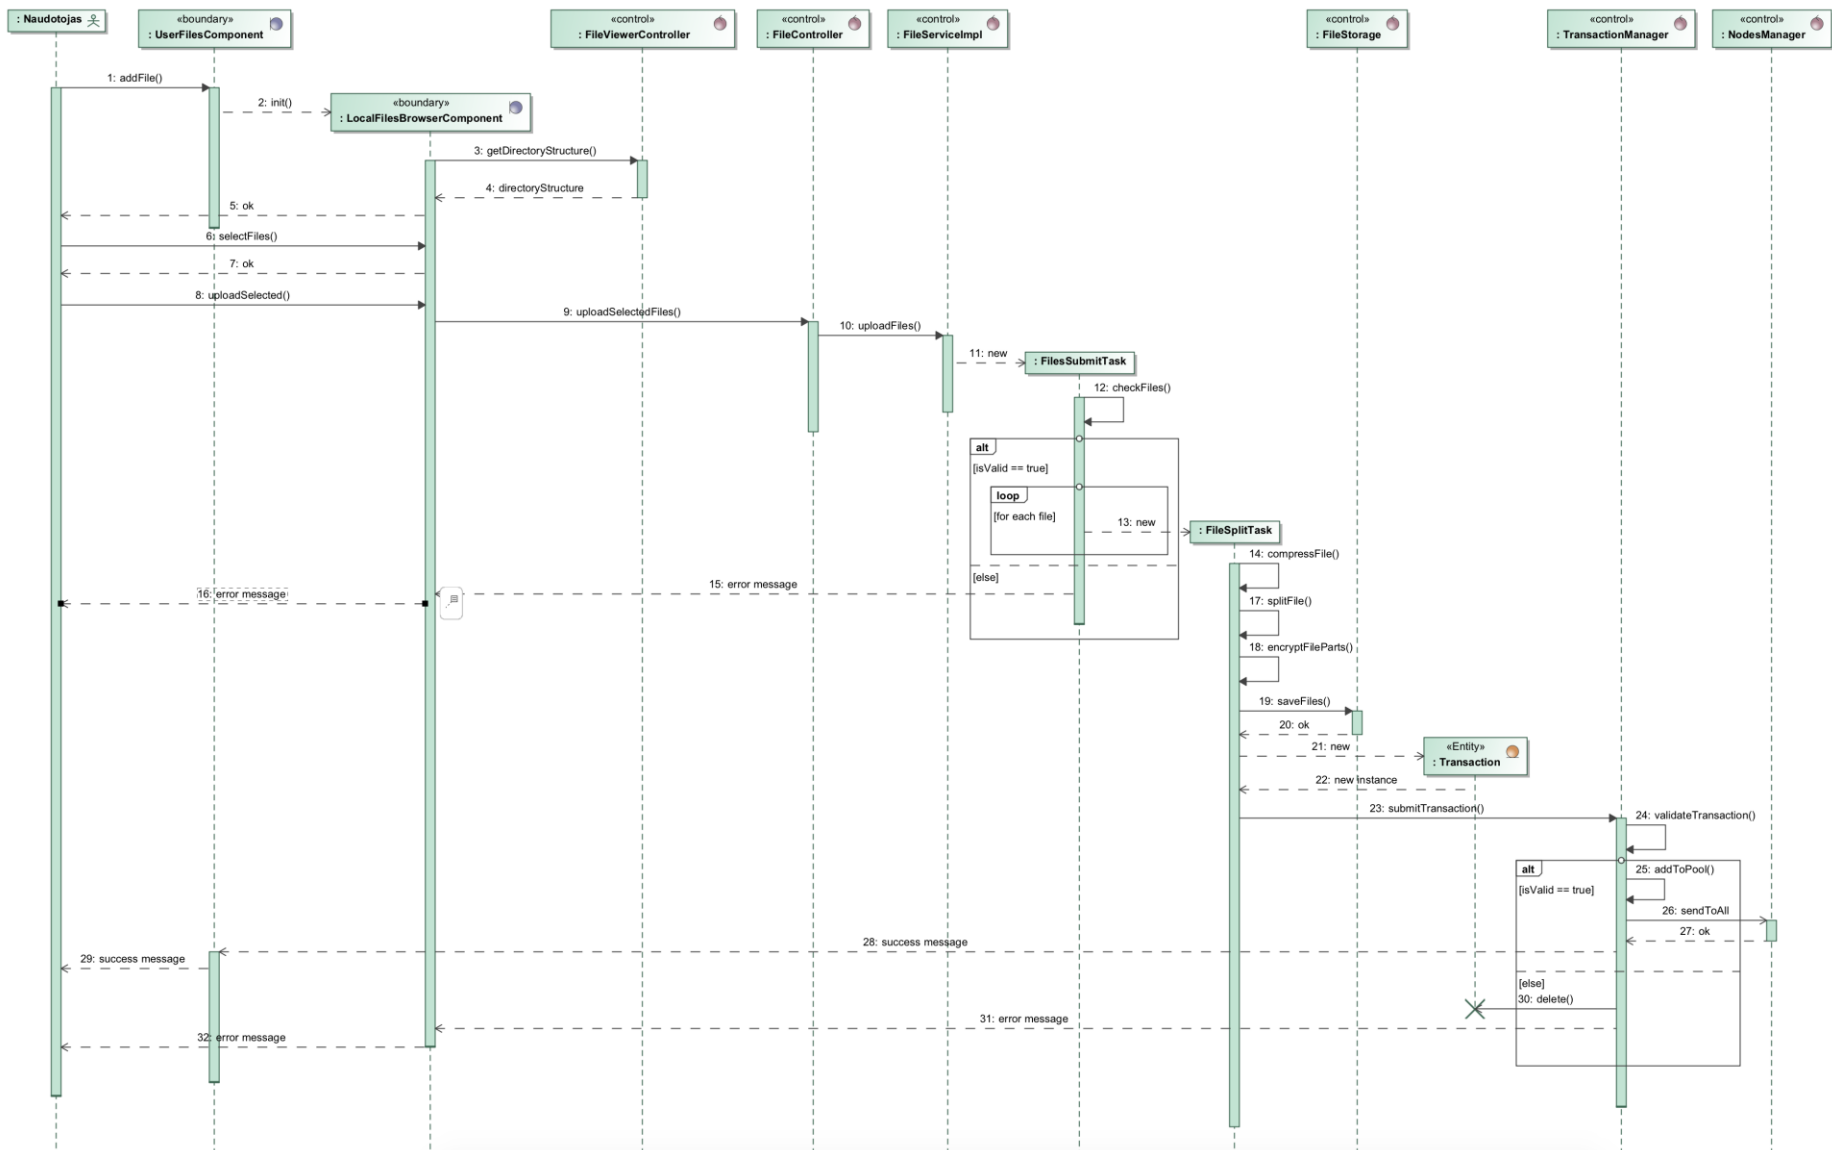 : Naudotojas
«boundary»
: UserFilesComponent
«control»
: FileViewerController
«control»
: FileController
«control»
: FileServiceImpl
«control»
: FileStorage
«control»
: TransactionManager
«control»
: NodesManager
1: addFile()
2: init()
«boundary»
: LocalFilesBrowserComponent
3: getDirectoryStructure()
4: directoryStructure
5: ok
6: selectFiles()
7: ok
8: uploadSelected()
9: uploadSelectedFiles()
10: uploadFiles()
11: new
: FilesSubmitTask
12: checkFiles()
alt
[isValid == true]
loop
[for each file]
13: new
: FileSplitTask
14: compressFile()
[else]
15: error message
16: error message
17: splitFile()
18: encryptFileParts()
19: saveFiles()
20: ok
21: new
«Entity»
: Transaction
22: new instance
23: submitTransaction()
24: validateTransaction()
alt
25: addToPool()
[isValid == true]
26: sendToAll
27: ok
28: success message
29: success message
[else]
30: delete()
31: error message
32: error message